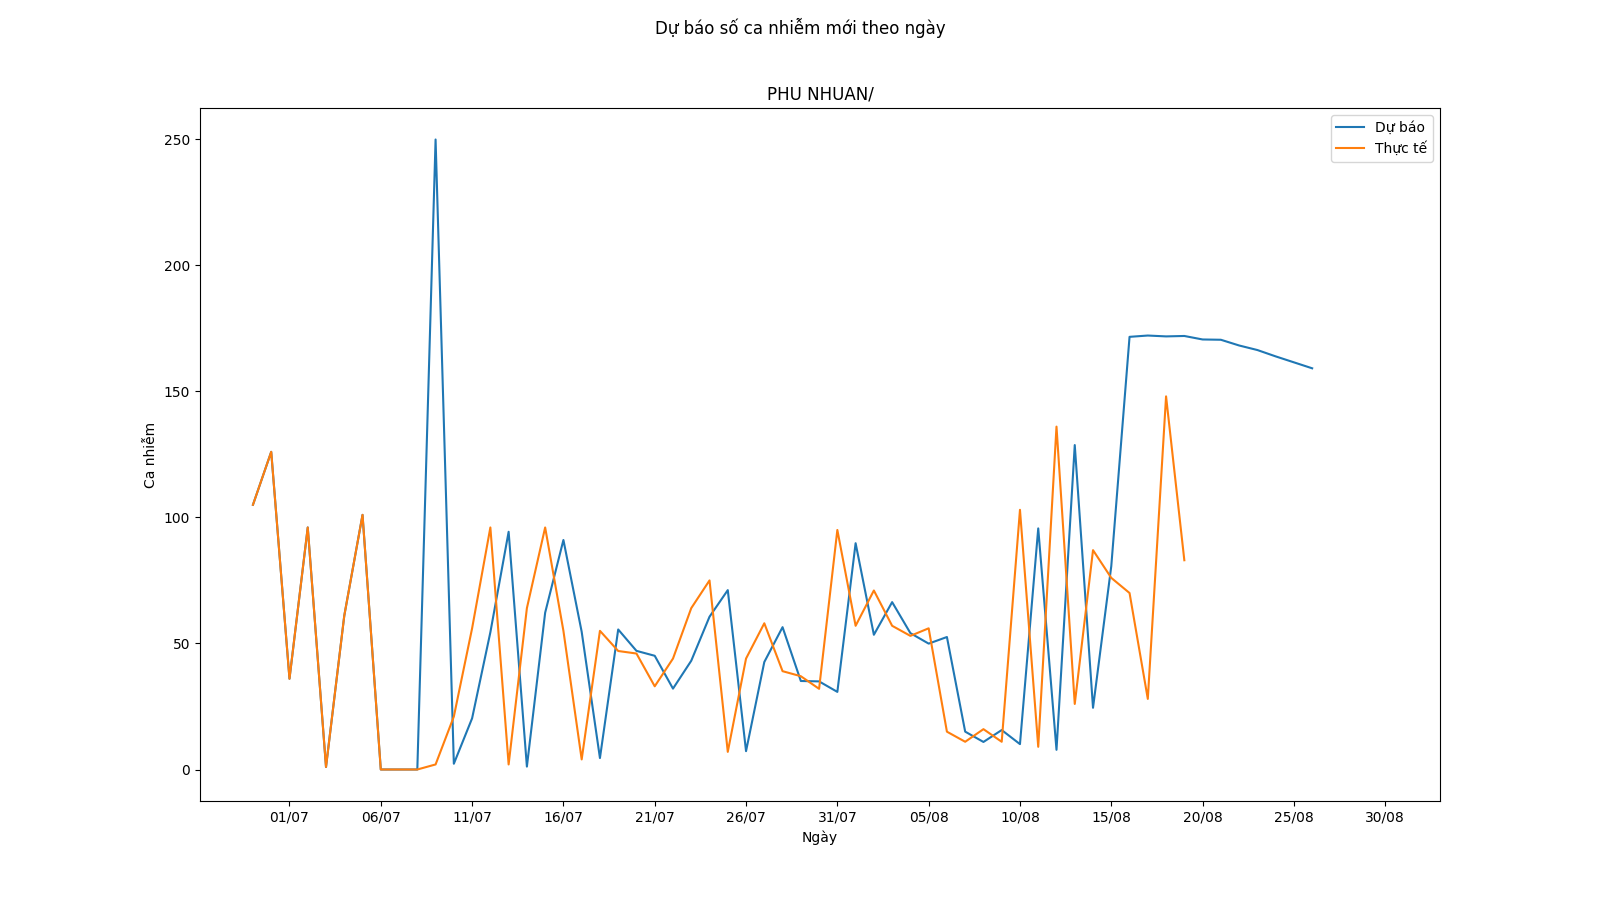 Dự báo số ca nhiễm mới theo ngày
PHU NHUAN/
Dự báo
Thực tế
250
200
150
100
50
0
Ca nhiễm
01/07 06/07 11/07 16/07 21/07 26/07 31/07 05/08 10/08 15/08 20/08 25/08 30/08
Ngày